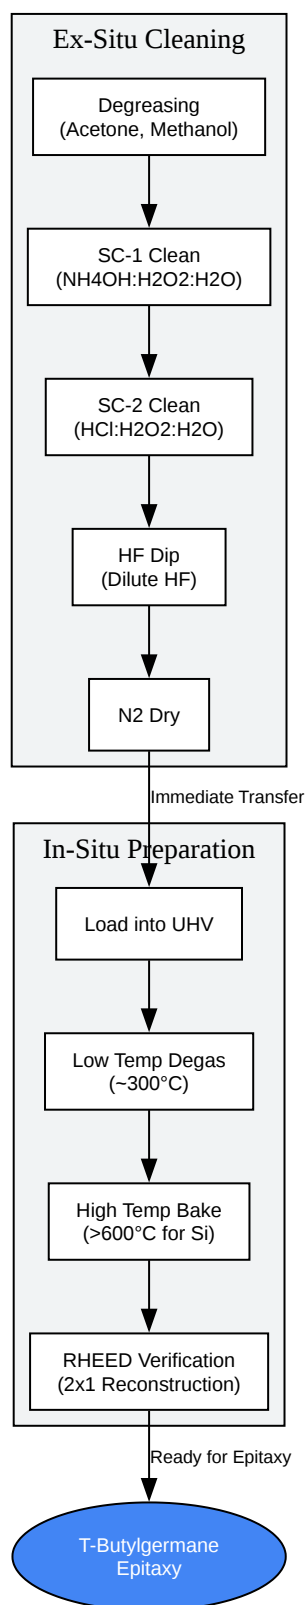 Ex-Situ Cleaning
Degreasing
(Acetone, Methanol)
SC-1 Clean
(NH4OH:H2O2:H2O)
SC-2 Clean
(HCl:H2O2:H2O)
HF Dip
(Dilute HF)
N2 Dry
Immediate Transfer
In-Situ Preparation
Load into UHV
Low Temp Degas
(~300°C)
High Temp Bake
(>600°C for Si)
RHEED Verification
(2x1 Reconstruction)
Ready for Epitaxy
T-Butylgermane
Epitaxy